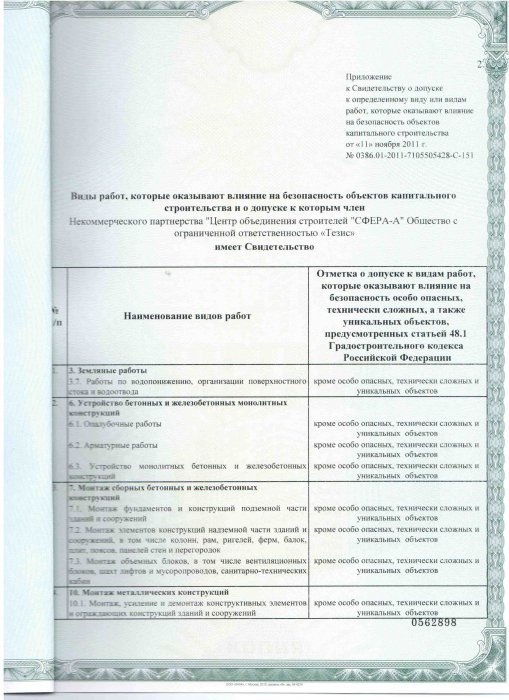 2
Приложение
к Свидетельству о допуске
к определенному виду или видам
работ, которые оказывают влияние
на безопасность объектов
капитального строительства
от «11» ноября 2011 г.
№ 0386.01-2011-7105505428-С-151
Виды работ, которые оказывают влияние на безопасность объектов капитального
строительства и о допуске к которым член
Некоммерческого партнерства "Центр объединения строителей "СФЕРА-А" Общество с
ограниченной ответственностью «Тезис»
имеет Свидетельство
№
п/п
Наименование видов работ
Отметка о допуске к видам работ,
которые оказывают влияние на
безопасность особо опасных,
технически сложных, а также
уникальных объектов,
предусмотренных статьей 48.1
Градостроительного кодекса
Российской Федерации
3. Земляные работы
3.7. Работы по водопонижению, организации поверхностного
стока и водоотвода
кроме особо опасных, технически сложных и
уникальных объектов
6. Устройство бетонных и железобетонных монолитных
конструкций
6.1. Опалубочные работы
кроме особо опасных, технически сложных и
уникальных объектов
6.2. Арматурные работы
кроме особо опасных, технически сложных и
уникальных объектов
6.3. Устройство монолитных бетонных и железобетонных
конструкций
кроме особо опасных, технически сложных и
уникальных объектов
7. Монтаж сборных бетонных и железобетонных
конструкций
7.1. Монтаж фундаментов и конструкций подземной части
зданий и сооружений
кроме особо опасных, технически сложных и
уникальных объектов
7.2. Монтаж элементов конструкций надземной части зданий и
сооружений, в том числе колонн, рам, ригелей, ферм, балок,
плит, поясов, панелей стен и перегородок
кроме особо опасных, технически сложных и
уникальных объектов
7.3. Монтаж объемных блоков, в том числе вентиляционных
блоков, шахт лифтов и мусоропроводов, санитарно-технических
кабин
кроме особо опасных, технически сложных и
уникальных объектов
10. Монтаж металлических конструкций
10.1. Монтаж, усиление и демонтаж конструктивных элементов
и ограждающих конструкций зданий и сооружений
кроме особо опасных, технически сложных и
уникальных объектов
0562898